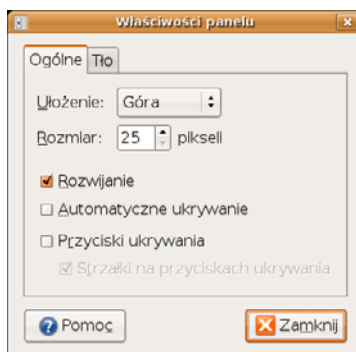 Właściwości panelu
Ogólne Tło
Ułożenie: Góra
Rozmiar: 25 pikseli
Rozwijanie
Automatyczne ukrywanie
Przyciski ukrywania
Strzałki na przyciskach ukrywania
Pomoc Zamknij